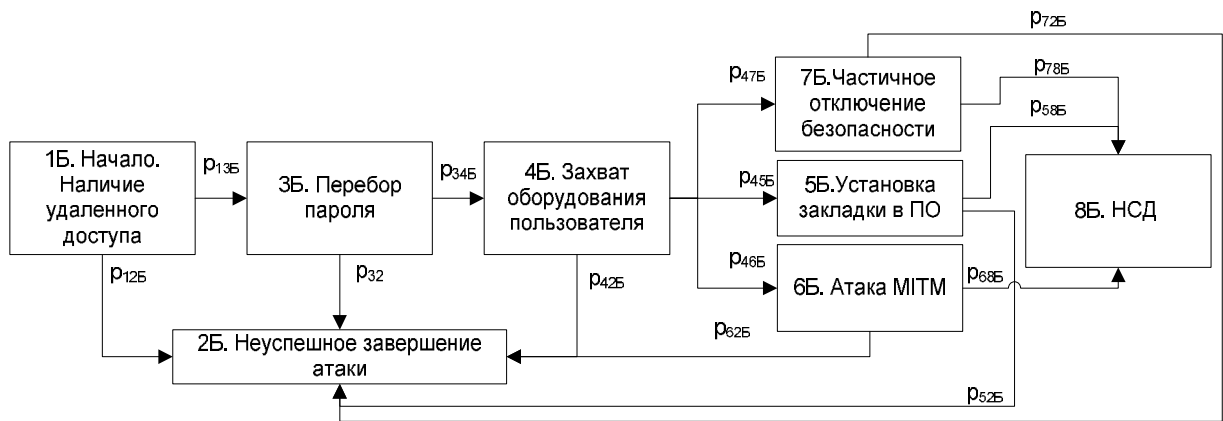 p72Б
p47Б
7Б.Частичное
отключение
безопасности
p78Б
p58Б
1Б. Начало.
Наличие
удаленного
доступа
p13Б
3Б. Перебор
пароля
p34Б
4Б. Захват
оборудования
пользователя
p45Б
5Б.Установка
закладки в ПО
8Б. НСД
p12Б
p32
p42Б
p46Б
6Б. Атака MITM
p68Б
p62Б
2Б. Неуспешное завершение
атаки
p52Б